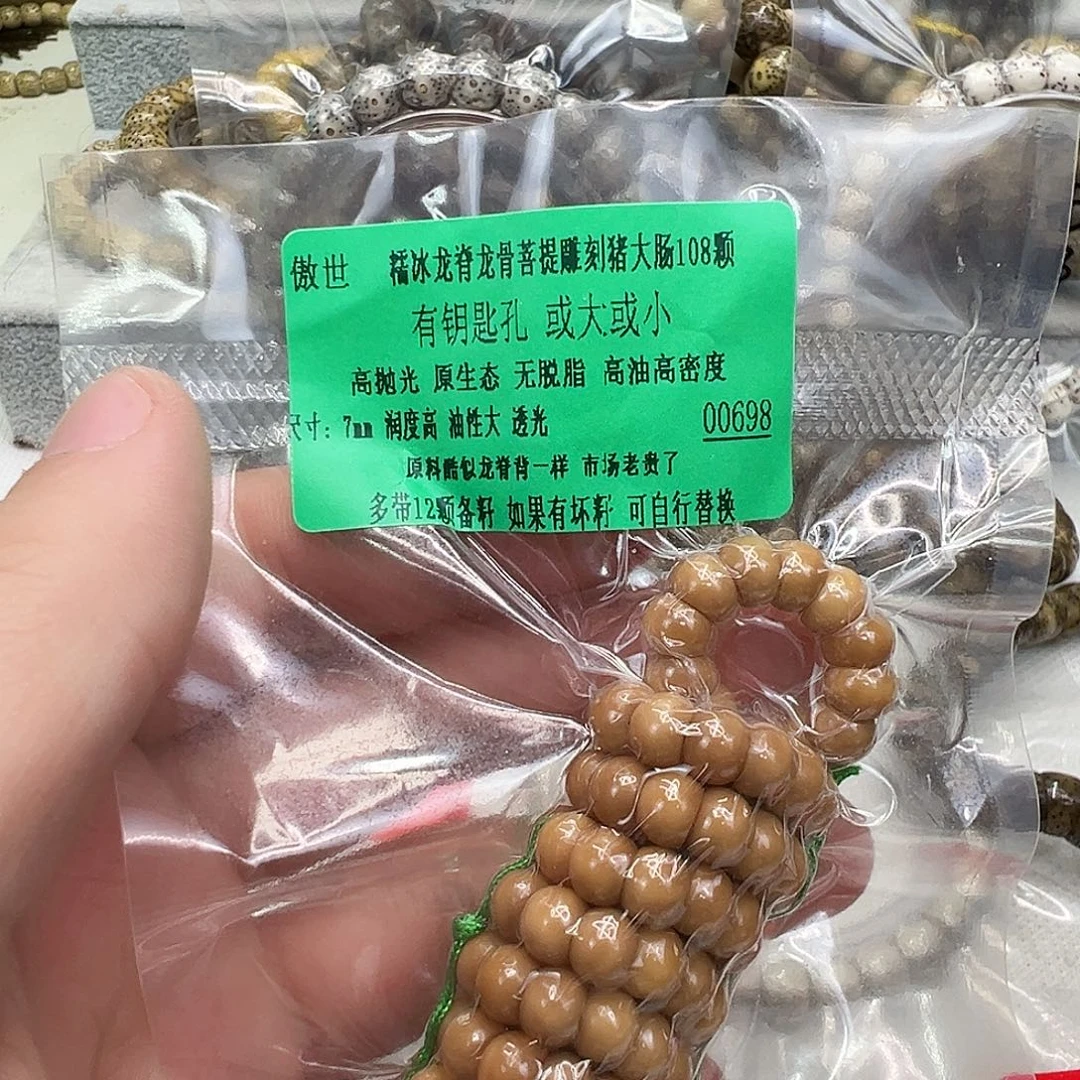 傲世 糯冰龙脊龙骨菩提雕刻猪大肠108颗
有钥匙孔 或大或小
高抛光 原生态 无脱脂 高油高密度
尺寸: 7mm 润度高 油性大 透光 00698
原料酷似龙脊背一样 市场老贵了
多带12颗备料 如果有坏料 可自行替换